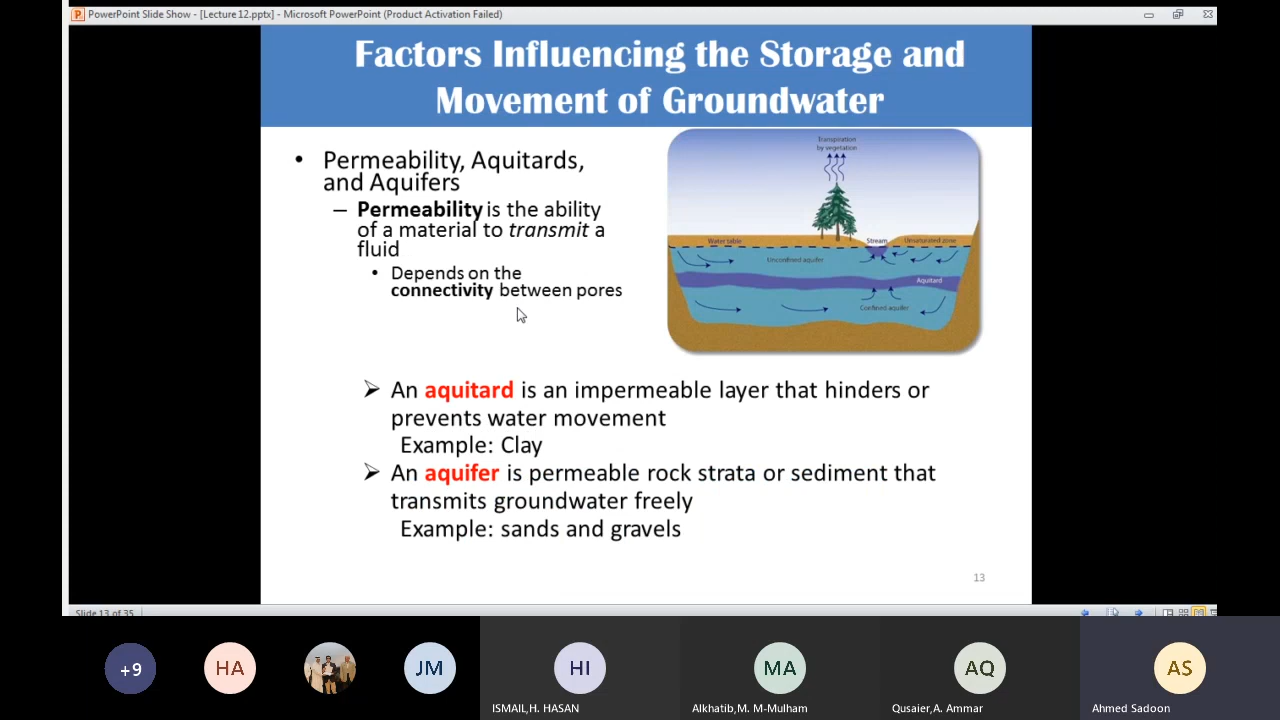 PowerPoint Slide Show - [Lecture 12.pptx] - Microsoft PowerPoint (Product Activation Failed)
Factors Influencing the Storage and
Movement of Groundwater
• Permeability, Aquitards,
and Aquifers
– Permeability is the ability
of a material to transmit a
fluid
• Depends on the
connectivity between pores
Transpiration
by vegetation
Water table
Stream
Unsaturated zone
Unconfined aquifer
Aquitard
Confined aquifer
➢ An aquitard is an impermeable layer that hinders or
prevents water movement
Example: Clay
➢ An aquifer is permeable rock strata or sediment that
transmits groundwater freely
Example: sands and gravels
13
Slide 13 of 35
+9
HA
JM
HI
MA
AQ
AS
ISMAIL,H. HASAN
Alkhatib,M. M-Mulham
Qusaier,A. Ammar
Ahmed Sadoon